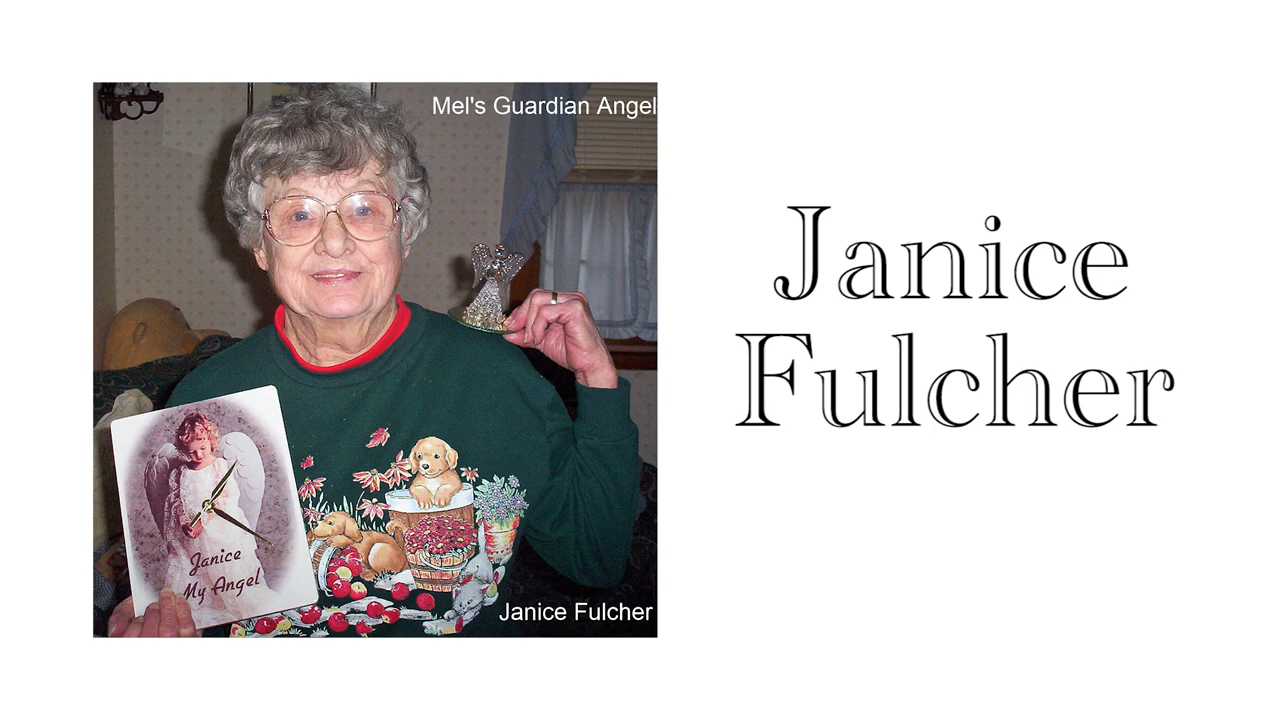 Mel's Guardian Angel
Janice
My Angel
Janice Fulcher
Janice
Fulcher